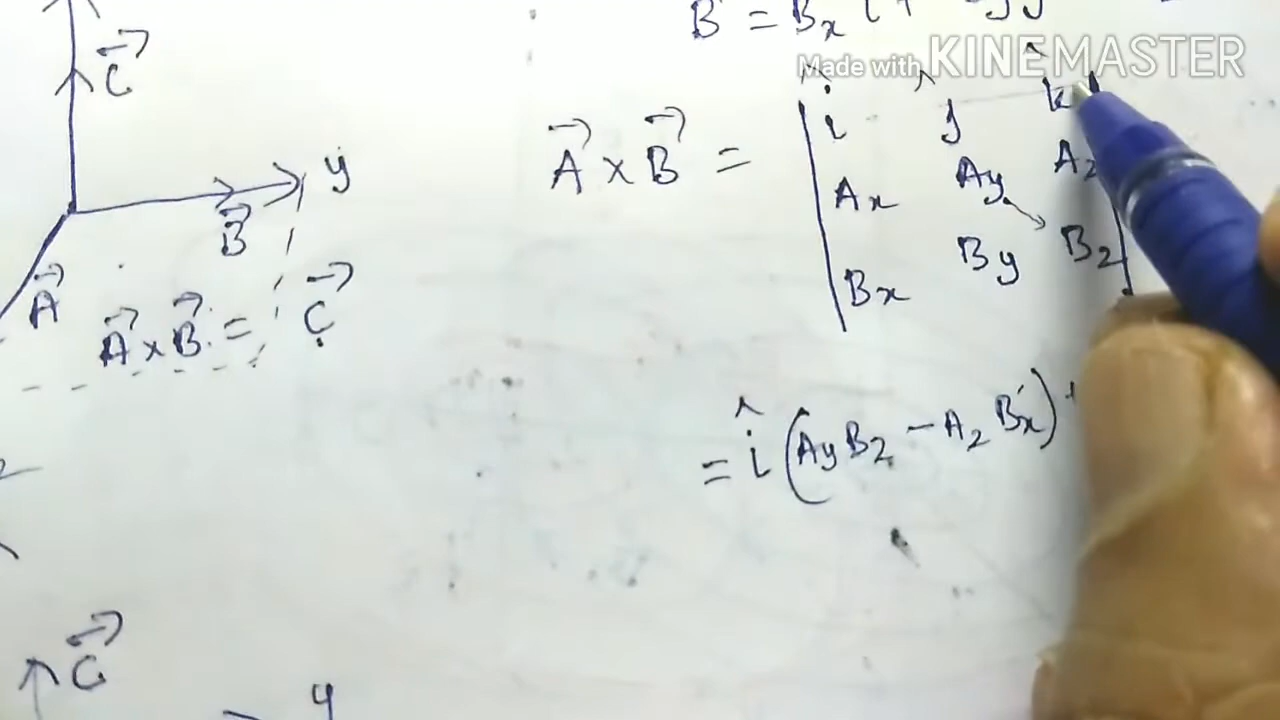 C
B = Bx i +
Made with KINEMASTER
i j k
A × B =
Ax Ay Az
Bx By Bz
y
B
A
A × B = C
= i (Ay Bz − Az Bx) +
C
y